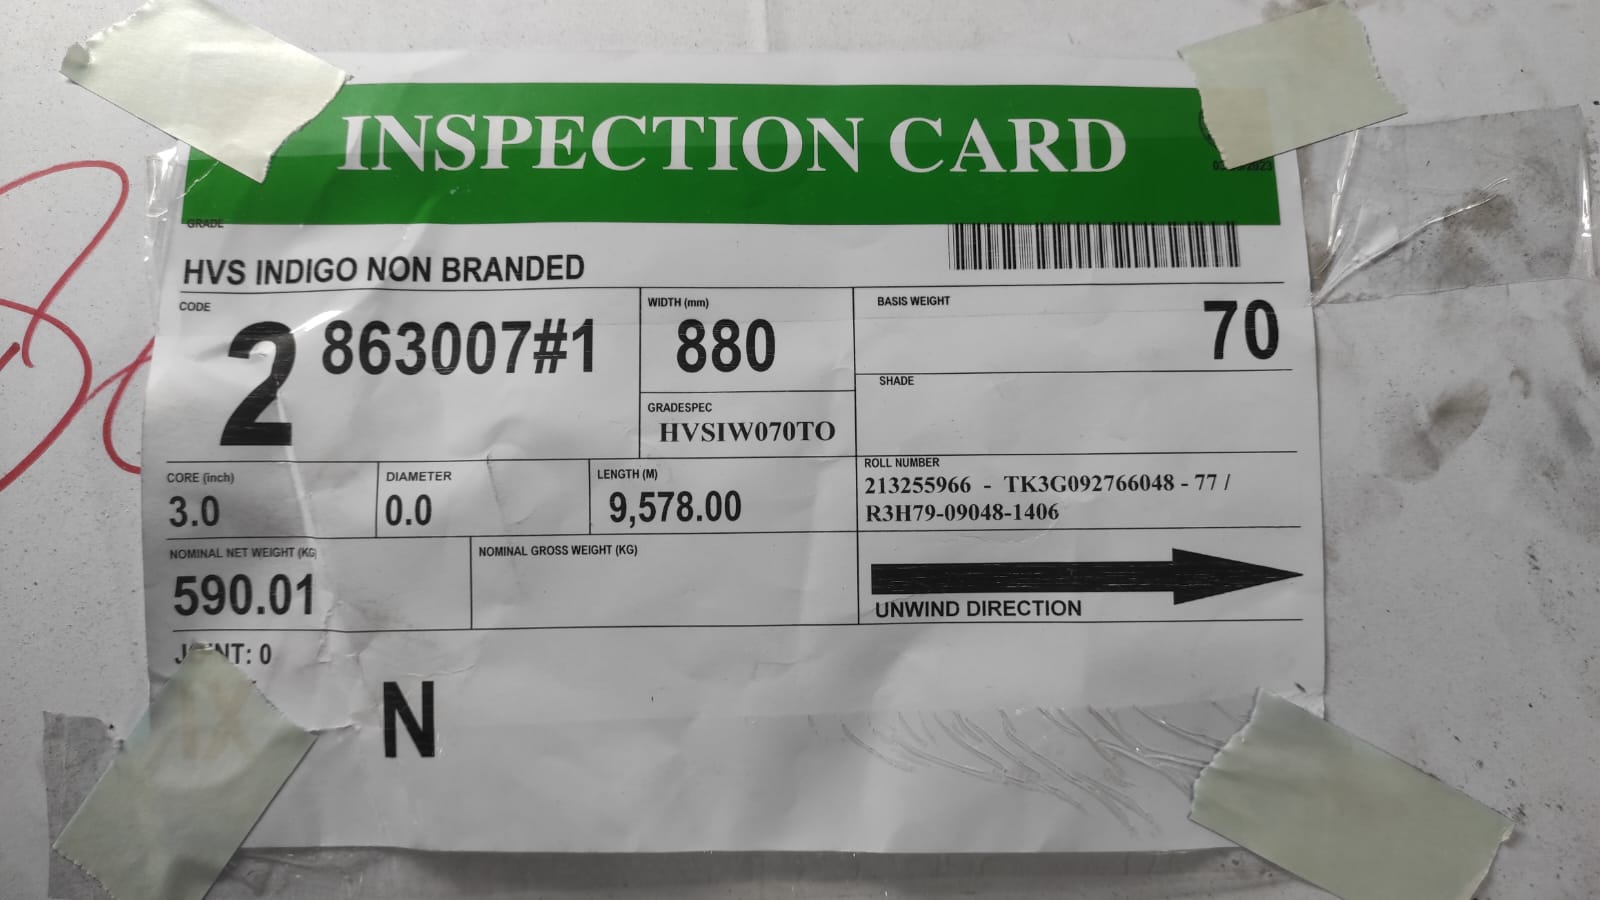 INSPECTION CARD
GRADE
HVS INDIGO NON BRANDED
CODE
2 863007#1
WIDTH (mm)
880
BASIS WEIGHT
70
GRADESPEC
HVSIW070TO
SHADE
CORE (inch)
3.0
DIAMETER
0.0
LENGTH (M)
9,578.00
ROLL NUMBER
213255966 - TK3G092766048 - 77 /
R3H79-09048-1406
NOMINAL NET WEIGHT (KG)
590.01
NOMINAL GROSS WEIGHT (KG)
UNWIND DIRECTION
JOINT: 0
N